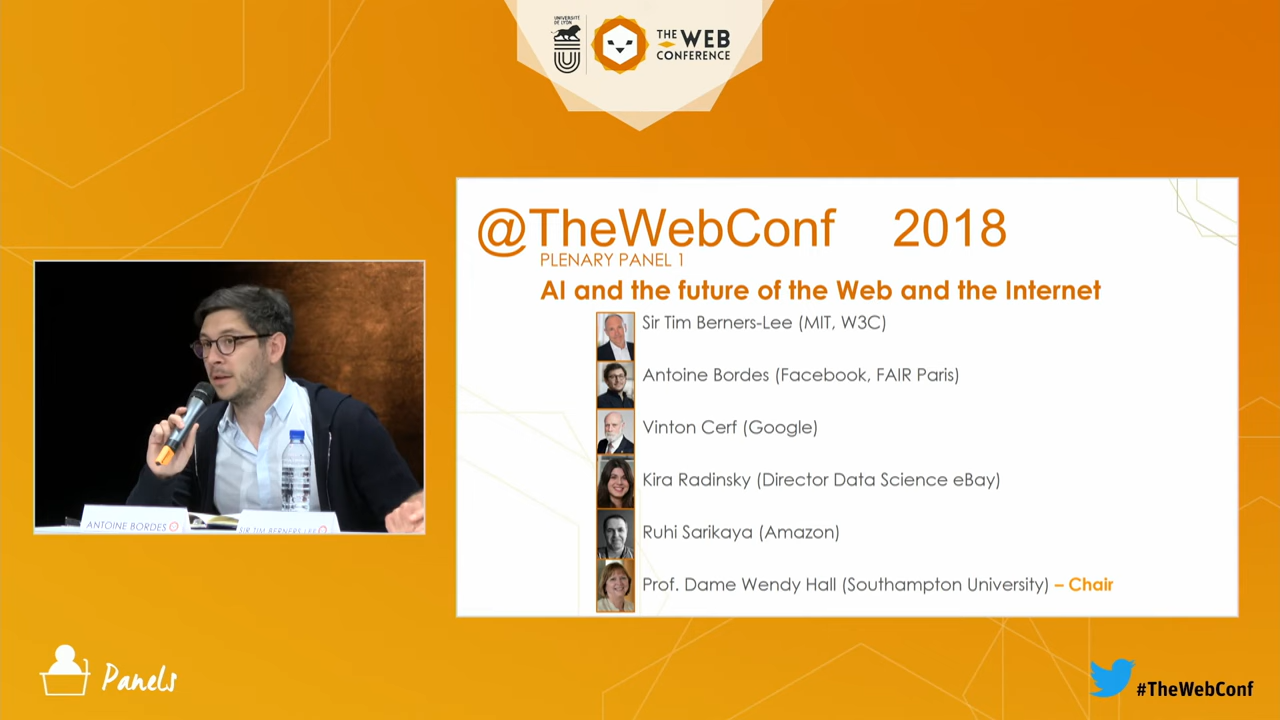 UNIVERSITÉ
DE LYON
THE WEB
CONFERENCE
@TheWebConf 2018
PLENARY PANEL 1
AI and the future of the Web and the Internet
Sir Tim Berners-Lee (MIT, W3C)
Antoine Bordes (Facebook, FAIR Paris)
Vinton Cerf (Google)
Kira Radinsky (Director Data Science eBay)
Ruhi Sarikaya (Amazon)
Prof. Dame Wendy Hall (Southampton University) – Chair
ANTOINE BORDES
SIR TIM BERNERS-LEE
Panels
#TheWebConf